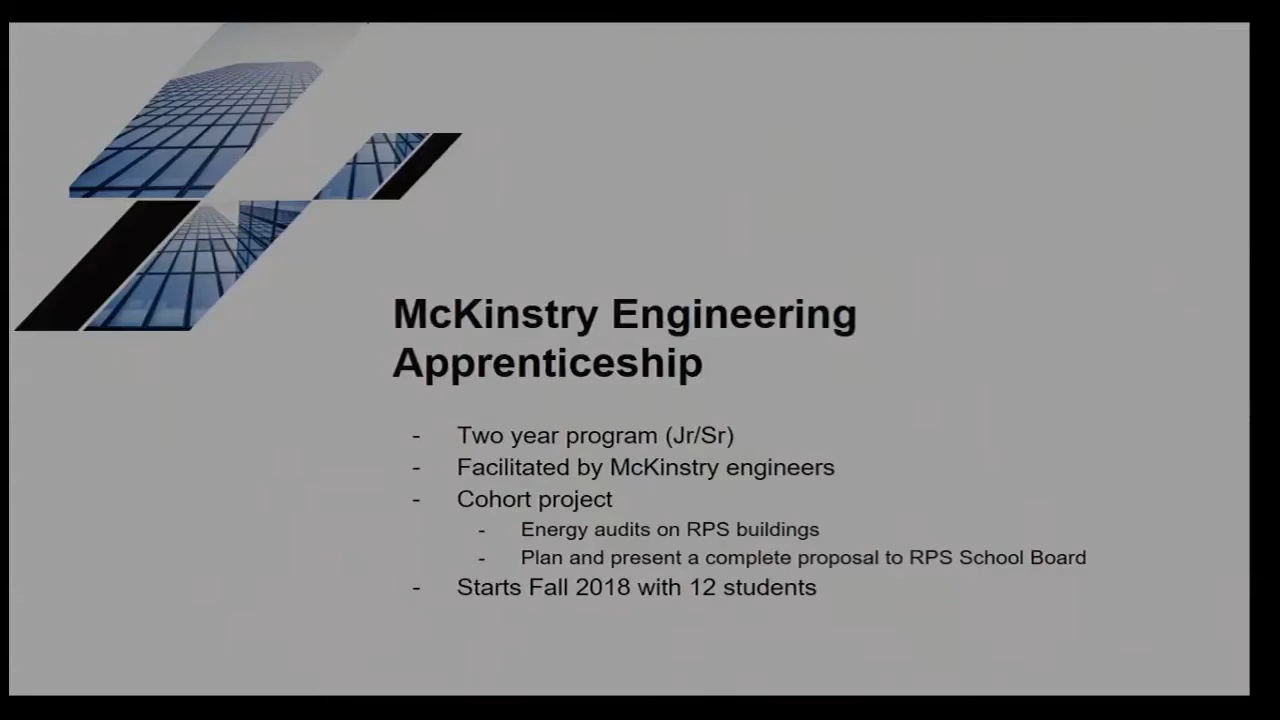 McKinstry Engineering
Apprenticeship
- Two year program (Jr/Sr)
- Facilitated by McKinstry engineers
- Cohort project
- Energy audits on RPS buildings
- Plan and present a complete proposal to RPS School Board
- Starts Fall 2018 with 12 students